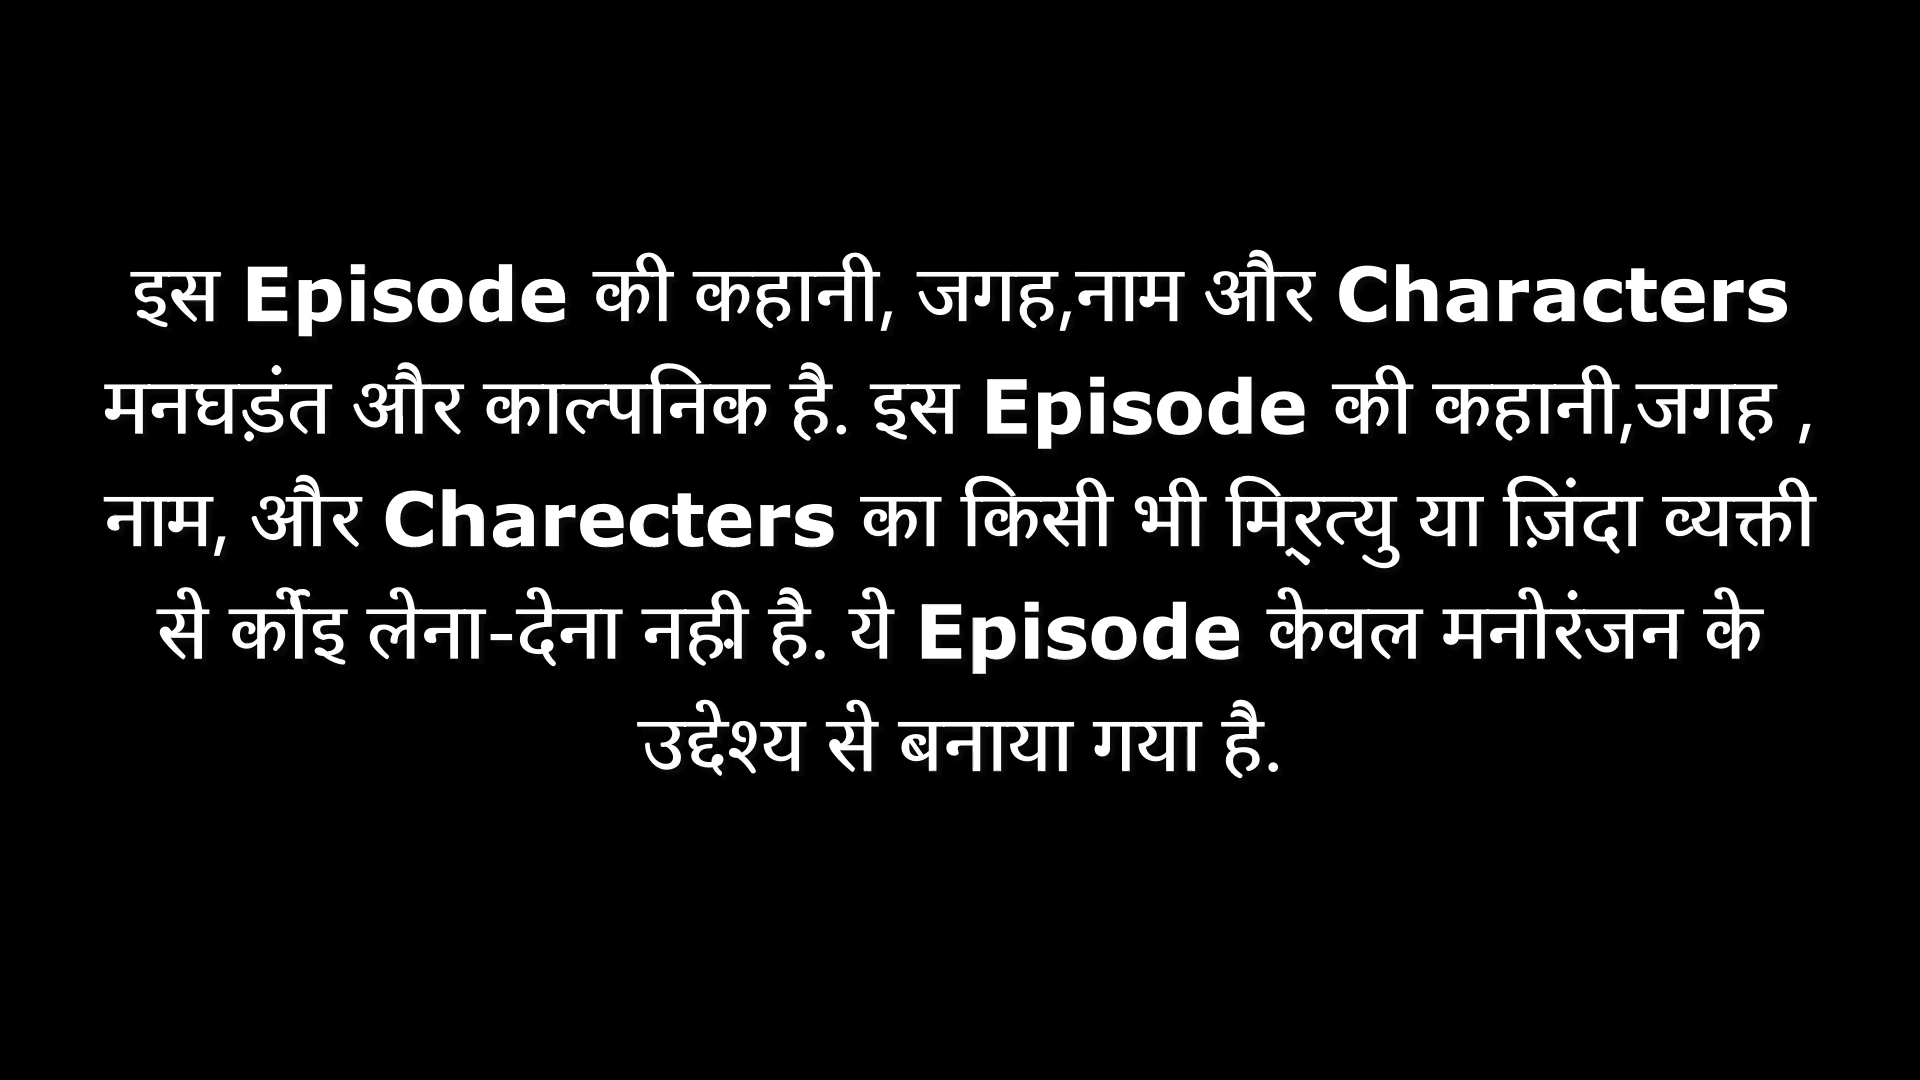 इस Episode की कहानी, जगह,नाम और Characters
मनघड़ंत और काल्पनिक है. इस Episode की कहानी,जगह ,
नाम, और Charecters का किसी भी म्रित्यु या ज़िंदा व्यक्ती
से र्कोइ लेना-देना नही़ है. ये Episode केवल मनोरंजन के
उद्देश्य से बनाया गया है.